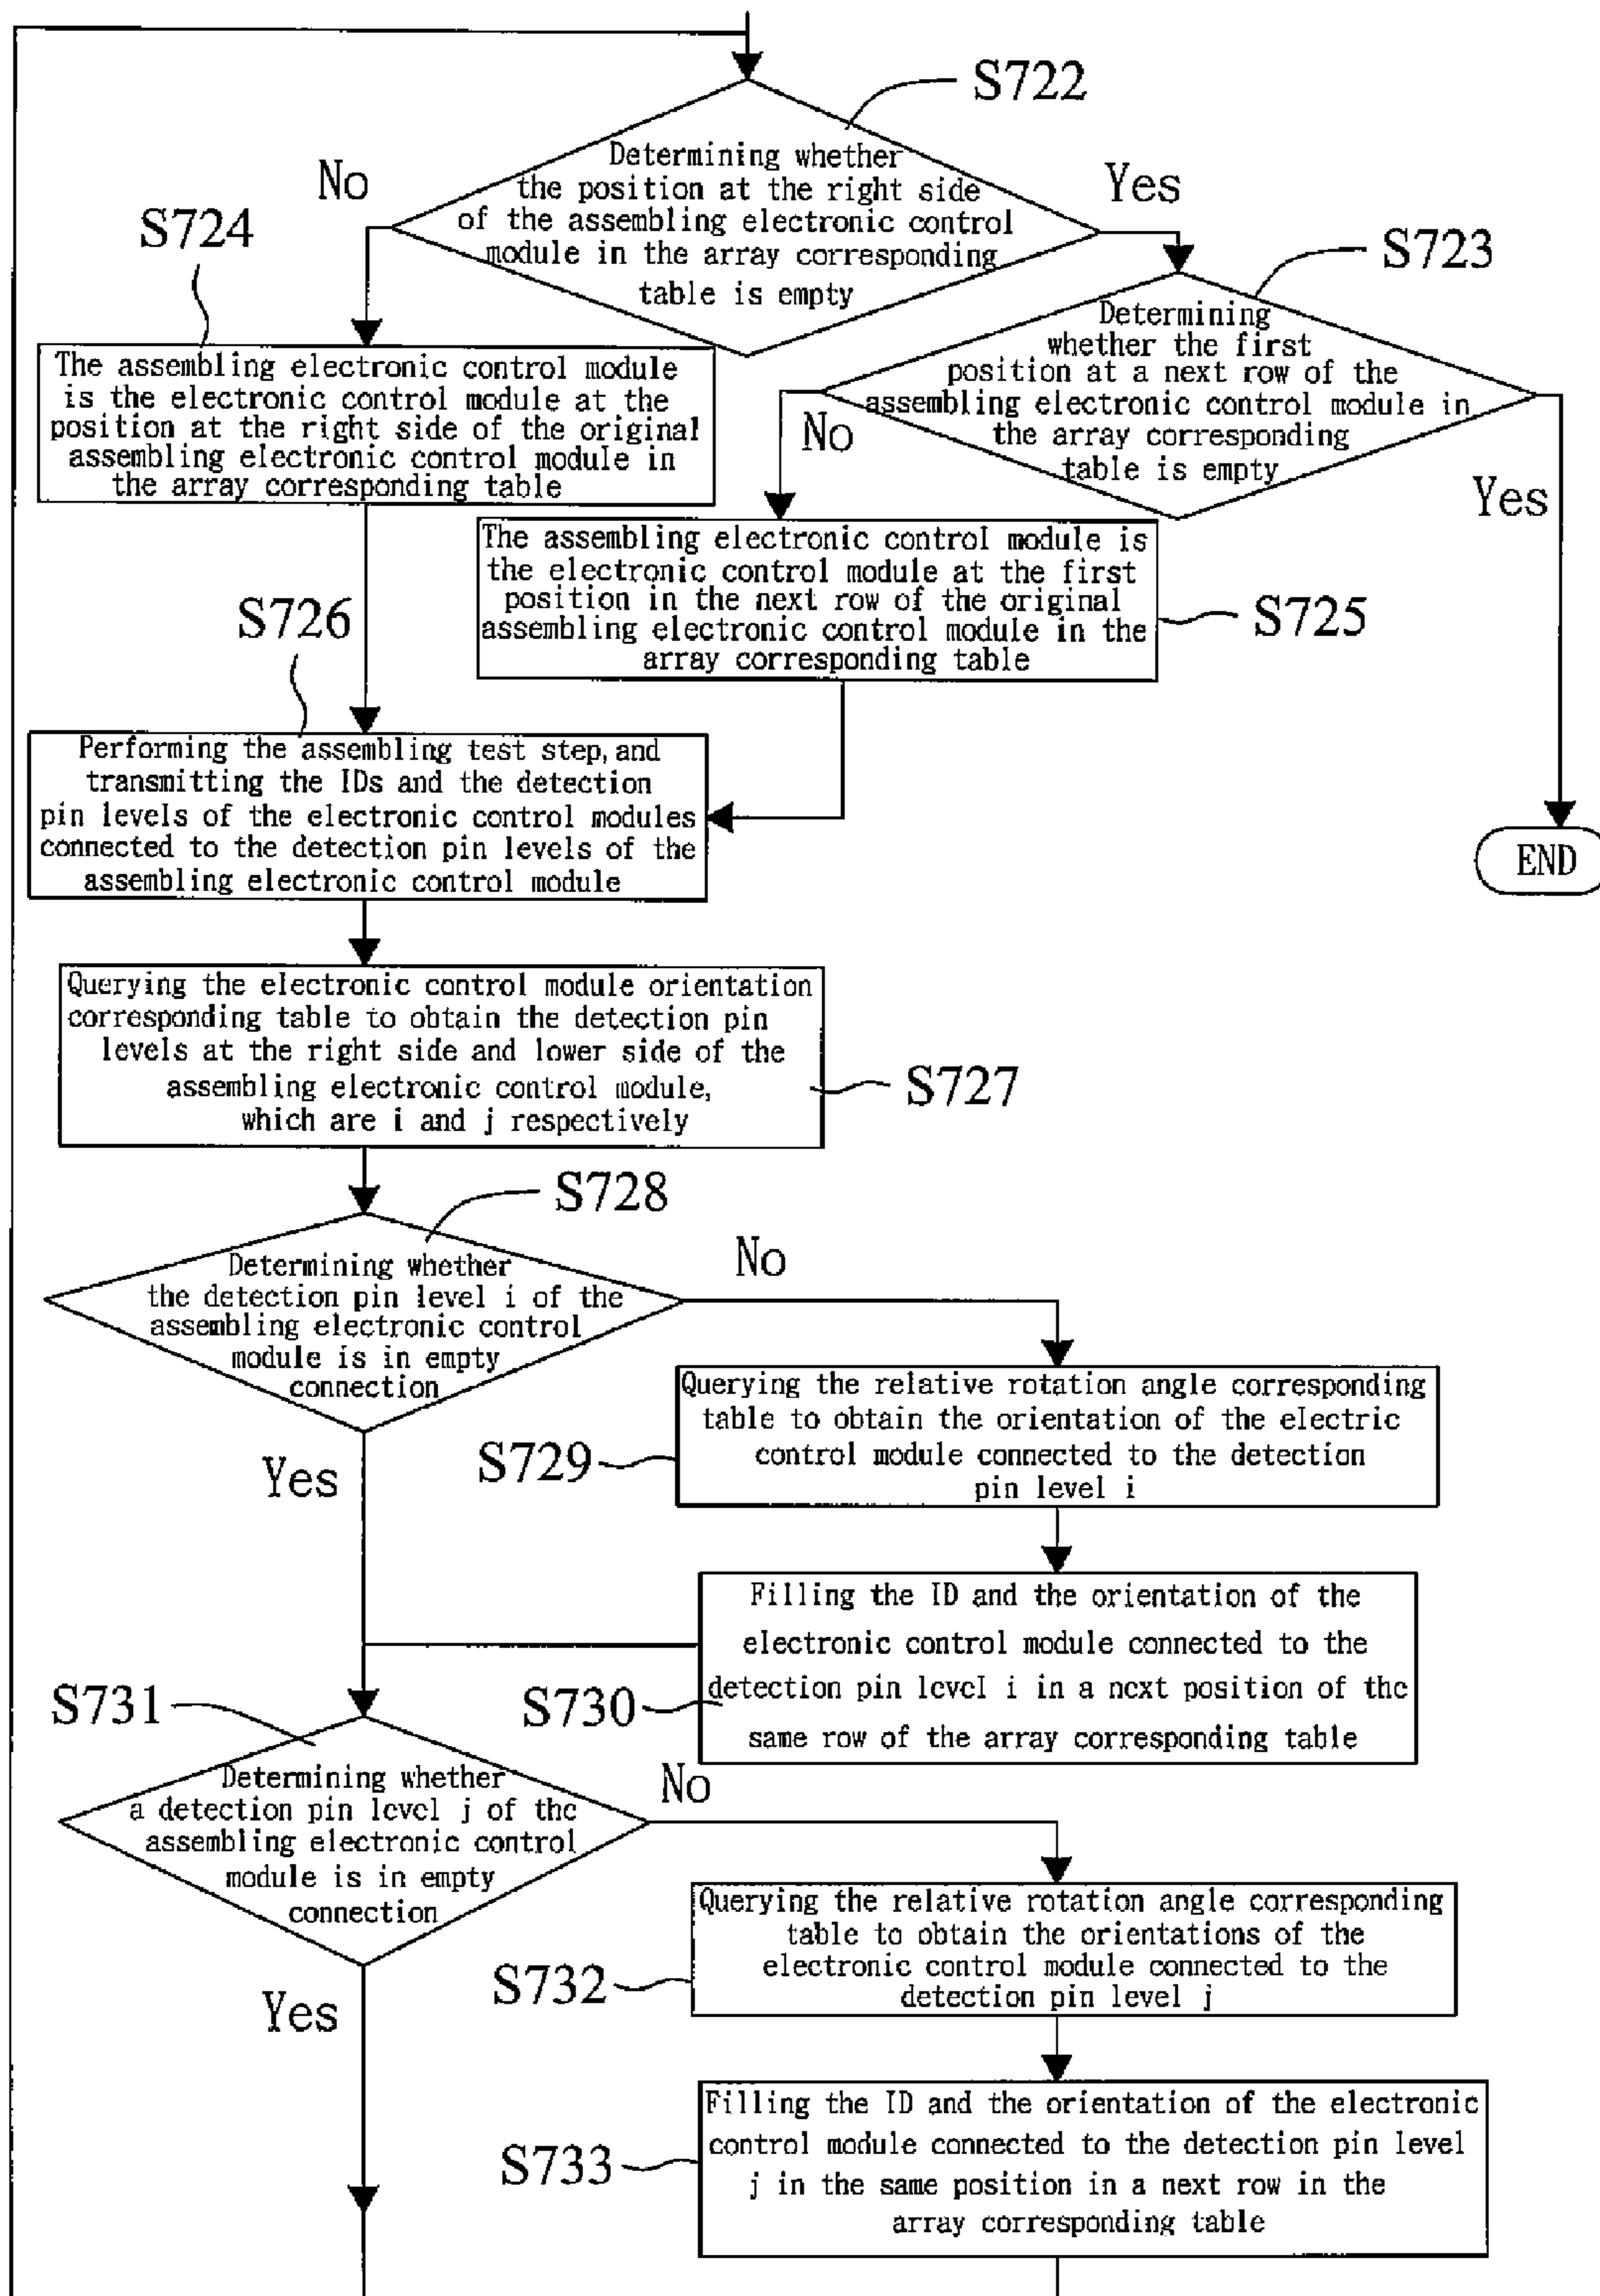 S722
Determining whether
the position at the right side
of the assembling electronic control
module in the array corresponding
table is empty
No
Yes
S724
S723
Determining
whether the first
position at a next row of the
assembling electronic control module in
the array corresponding
table is empty
The assembling electronic control module
is the electronic control module at the
position at the right side of the original
assembling electronic control module in
the array corresponding table
No
Yes
The assembling electronic control module is
the electronic control module at the first
position in the next row of the original
assembling electronic control module in the
array corresponding table
S725
S726
Performing the assembling test step, and
transmitting the IDs and the detection
pin levels of the electronic control modules
connected to the detection pin levels of the
assembling electronic control module
END
Querying the electronic control module orientation
corresponding table to obtain the detection pin
levels at the right side and lower side of the
assembling electronic control module,
which are i and j respectively
S727
S728
Determining whether
the detection pin level i of the
assembling electronic control
module is in empty
connection
No
Yes
Querying the relative rotation angle corresponding
table to obtain the orientation of the electric
control module connected to the detection
pin level i
S729
Filling the ID and the orientation of the
electronic control module connected to the
detection pin level i in a next position of the
same row of the array corresponding table
S730
S731
Determining whether
a detection pin level j of the
assembling electronic control
module is in empty
connection
No
Yes
Querying the relative rotation angle corresponding
table to obtain the orientations of the
electronic control module connected to the
detection pin level j
S732
Filling the ID and the orientation of the electronic
control module connected to the detection pin level
j in the same position in a next row in the
array corresponding table
S733